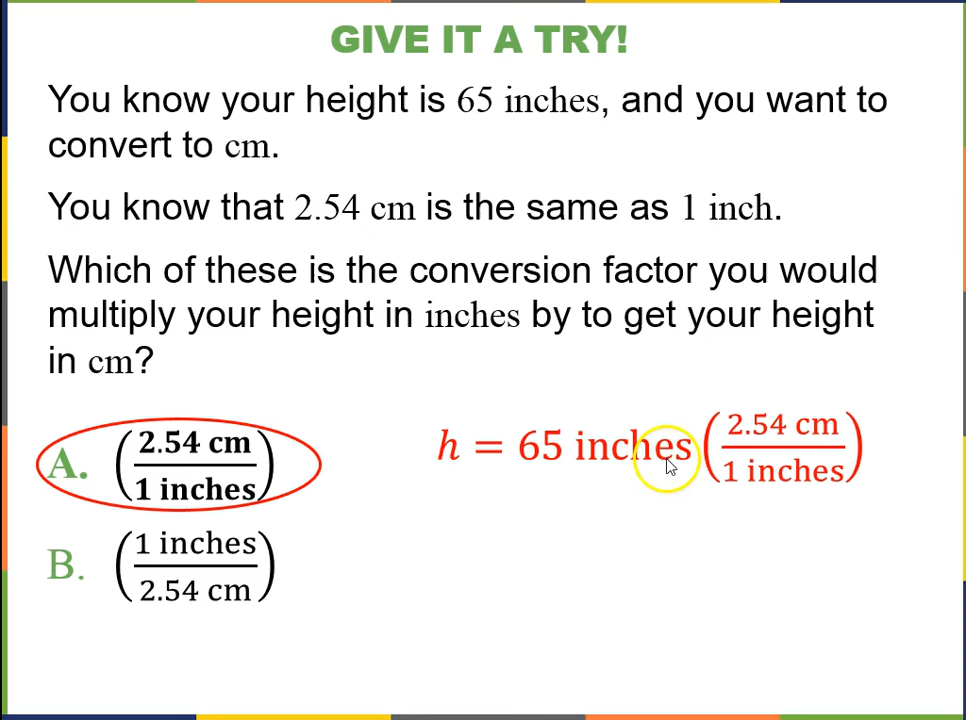 GIVE IT A TRY!
You know your height is 65 inches, and you want to
convert to cm.
You know that 2.54 cm is the same as 1 inch.
Which of these is the conversion factor you would
multiply your height in inches by to get your height
in cm?
A. (2.54 cm / 1 inches)
h = 65 inches (2.54 cm / 1 inches)
B. (1 inches / 2.54 cm)